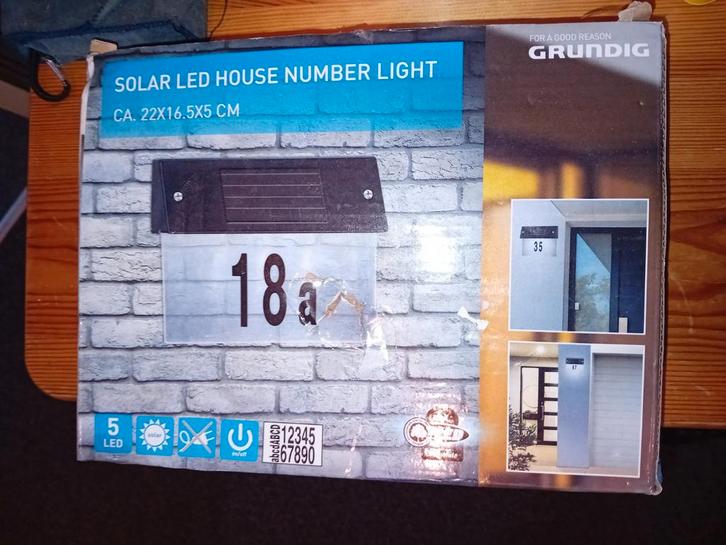 SOLAR LED HOUSE NUMBER LIGHT
CA. 22X16.5X5 CM
FOR A GOOD REASON
GRUNDIG
18a
35
5
LED
solar
on/off
abcdABCD
12345
67890